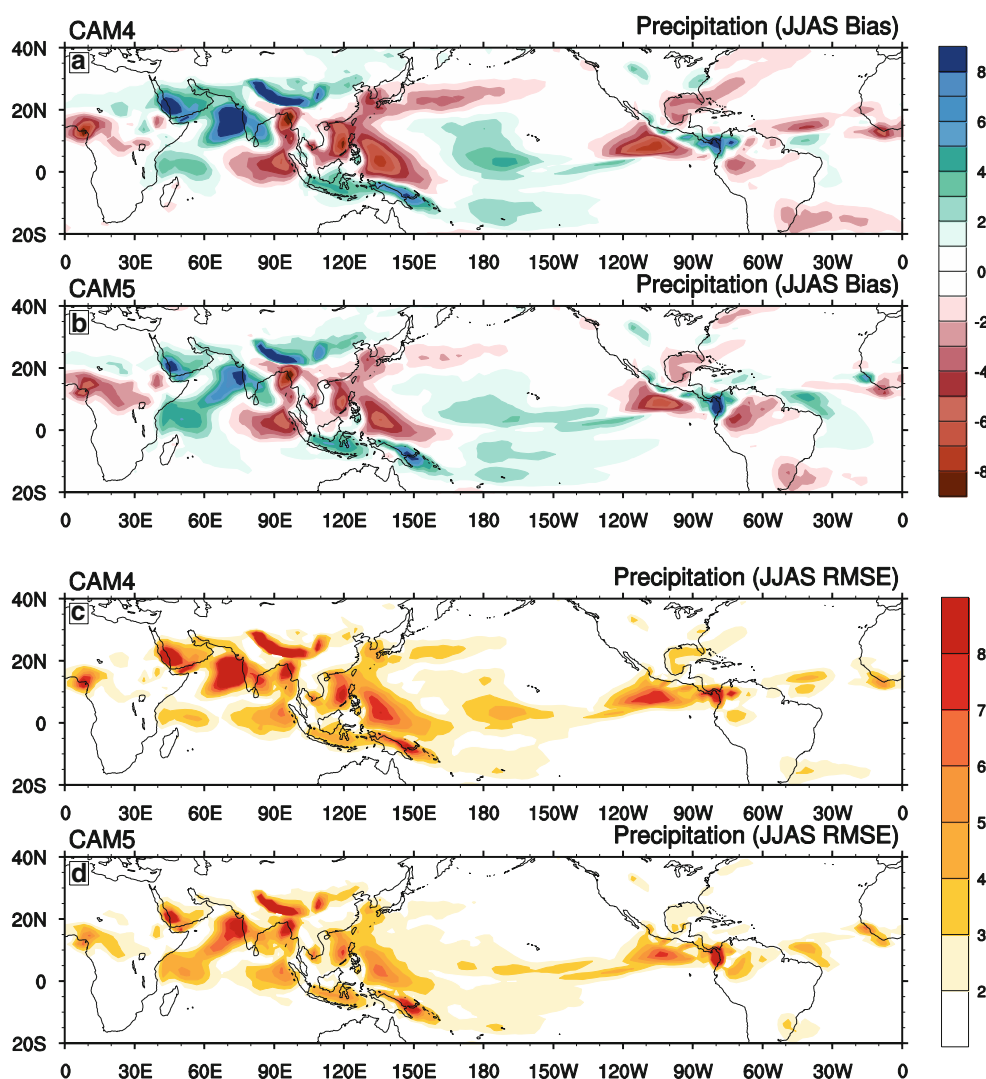 CAM4 Precipitation (JJAS Bias)
a
40N
20N
0
20S
0 30E 60E 90E 120E 150E 180 150W 120W 90W 60W 30W 0
CAM5 Precipitation (JJAS Bias)
b
40N
20N
0
20S
0 30E 60E 90E 120E 150E 180 150W 120W 90W 60W 30W 0
8
6
4
2
0
-2
-4
-6
-8
CAM4 Precipitation (JJAS RMSE)
c
40N
20N
0
20S
0 30E 60E 90E 120E 150E 180 150W 120W 90W 60W 30W 0
CAM5 Precipitation (JJAS RMSE)
d
40N
20N
0
20S
0 30E 60E 90E 120E 150E 180 150W 120W 90W 60W 30W 0
8
7
6
5
4
3
2